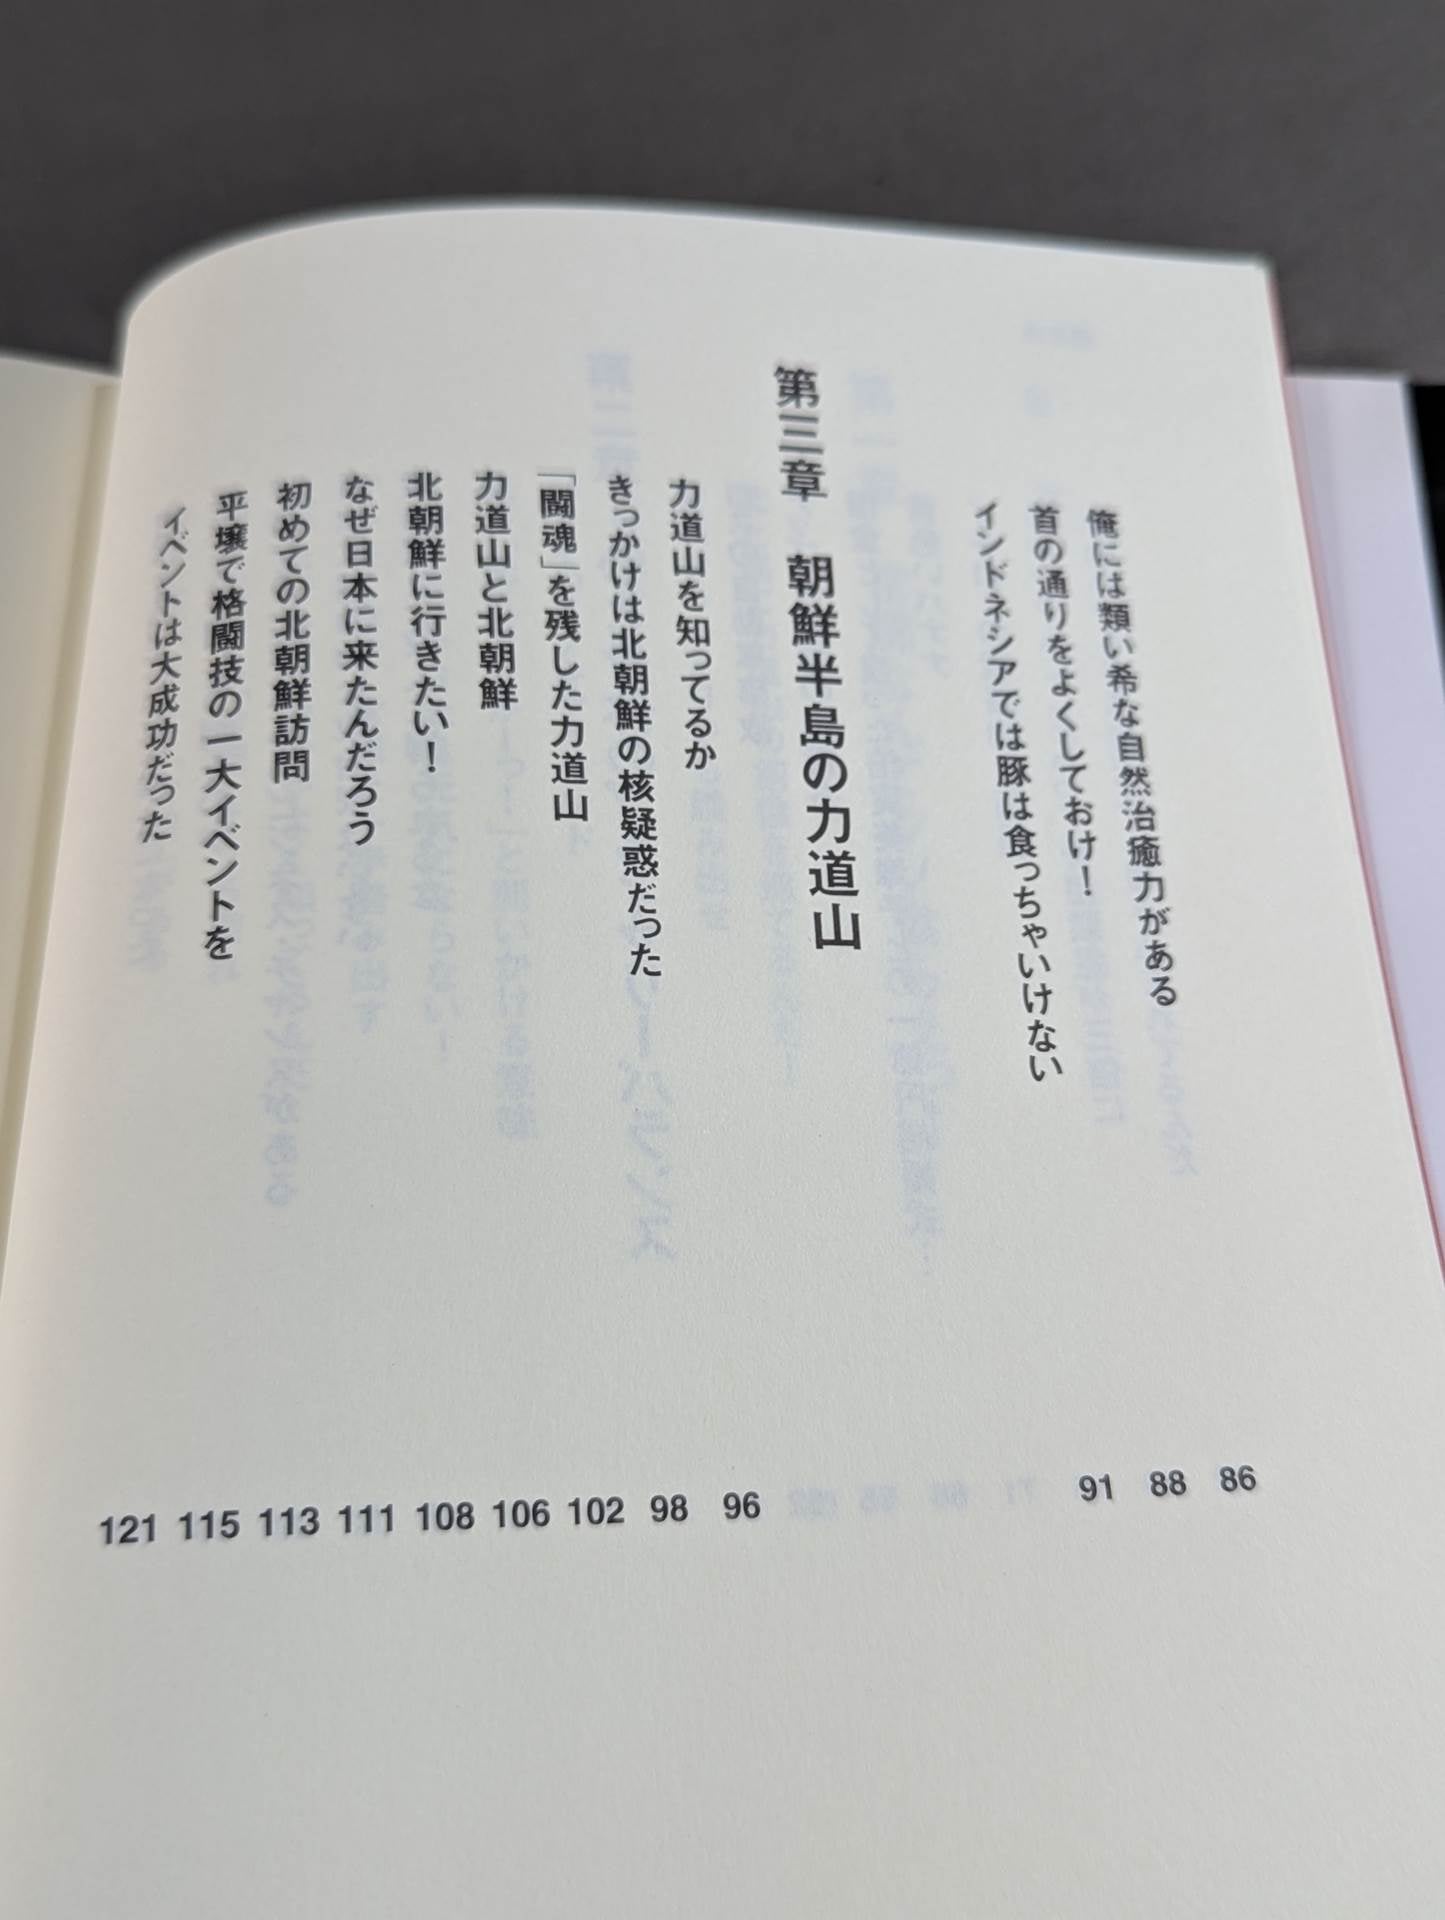 俺には類い希な自然治癒力がある 86
首の通りをよくしておけ！ 88
インドネシアでは豚は食っちゃいけない 91
第三章 朝鮮半島の力道山
力道山を知ってるか 96
きっかけは北朝鮮の核疑惑だった 98
「闘魂」を残した力道山 102
力道山と北朝鮮 106
北朝鮮に行きたい！ 108
なぜ日本に来たんだろう 111
初めての北朝鮮訪問 113
平壌で格闘技の一大イベントを 115
イベントは大成功だった 121